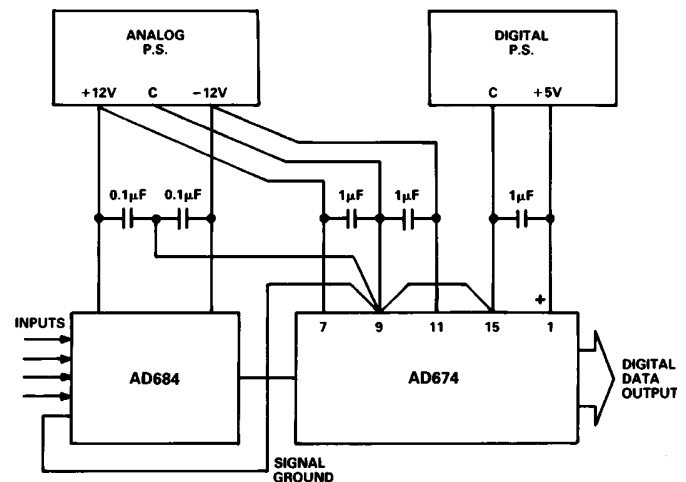 ANALOG
P.S.
+12V C -12V
DIGITAL
P.S.
C +5V
0.1µF 0.1µF
1µF 1µF
1µF
INPUTS
7 9 11 15 1
+
AD684
AD674
DIGITAL
DATA
OUTPUT
SIGNAL
GROUND